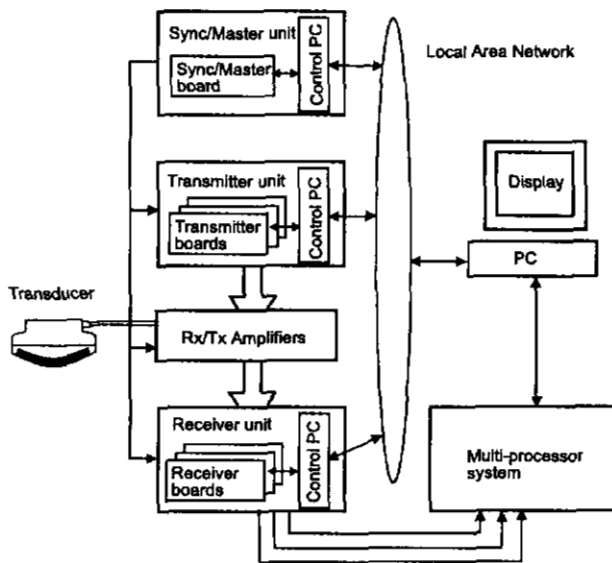 Sync/Master unit
Sync/Master
board
Control PC
Local Area Network
Transmitter unit
Transmitter
boards
Control PC
Display
PC
Transducer
Rx/Tx Amplifiers
Receiver unit
Receiver
boards
Control PC
Multi-processor
system